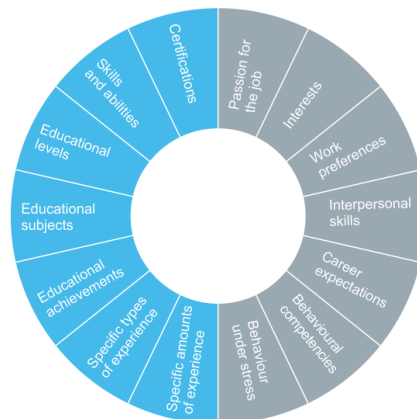 Passion for
the job
Interests
Work
preferences
Interpersonal
skills
Career
expectations
Behavioural
competencies
Behaviour
under stress
Specific amounts
of experience
Specific types
of experience
Educational
achievements
Educational
subjects
Educational
levels
Skills
and abilities
Certifications